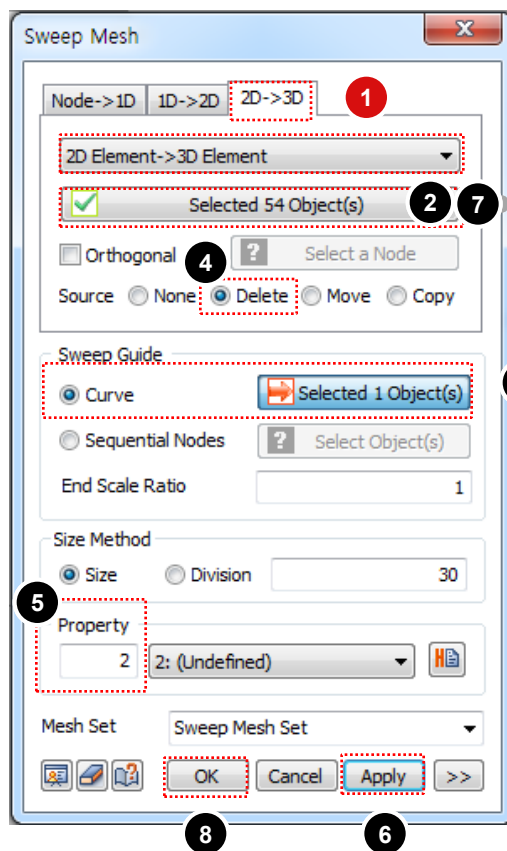 Sweep Mesh
x
Node->1D 1D->2D 2D->3D 1
2D Element->3D Element
Selected 54 Object(s) 2 7
Orthogonal 4 ? Select a Node
Source None Delete Move Copy
Sweep Guide
Curve Selected 1 Object(s)
Sequential Nodes ? Select Object(s)
End Scale Ratio 1
Size Method
Size Division 30
5
Property
2 2: (Undefined) H
Mesh Set Sweep Mesh Set
OK Cancel Apply >>
8 6